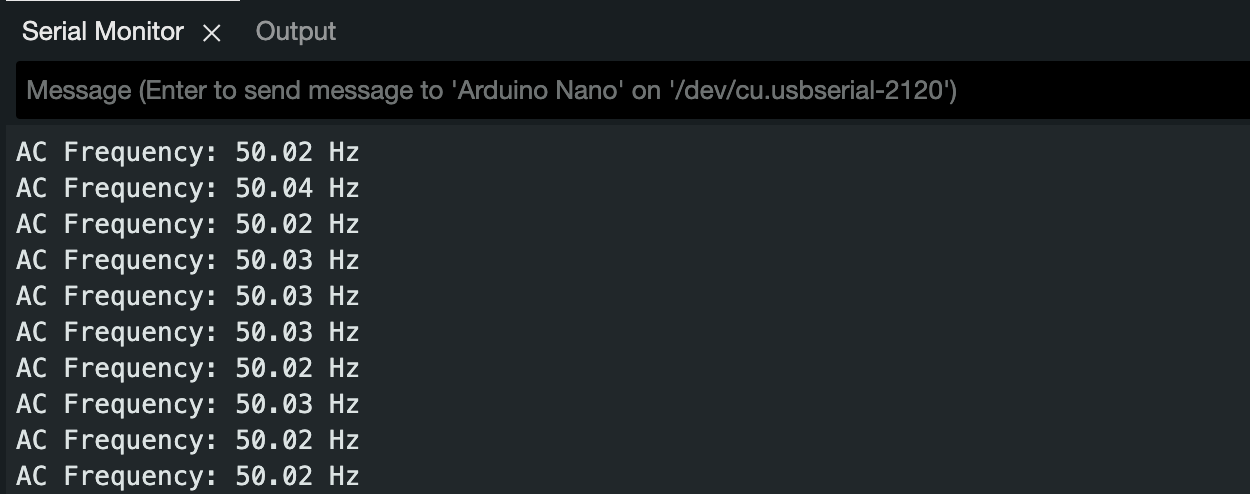 Serial Monitor × Output
Message (Enter to send message to 'Arduino Nano' on '/dev/cu.usbserial-2120')
AC Frequency: 50.02 Hz
AC Frequency: 50.04 Hz
AC Frequency: 50.02 Hz
AC Frequency: 50.03 Hz
AC Frequency: 50.03 Hz
AC Frequency: 50.03 Hz
AC Frequency: 50.02 Hz
AC Frequency: 50.03 Hz
AC Frequency: 50.02 Hz
AC Frequency: 50.02 Hz